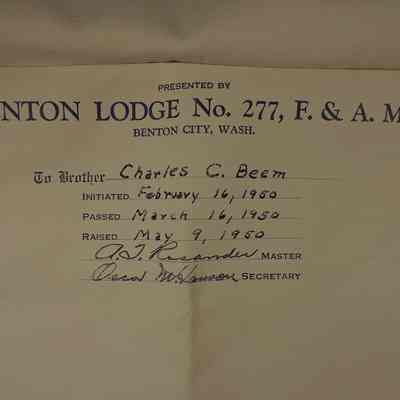 PRESENTED BY
NTON LODGE No. 277, F. & A. M
BENTON CITY, WASH.
To Brother Charles C. Beem
INITIATED February 16, 1950
PASSED March 16, 1950
RAISED May 9, 1950
A. J. MASTER
SECRETARY